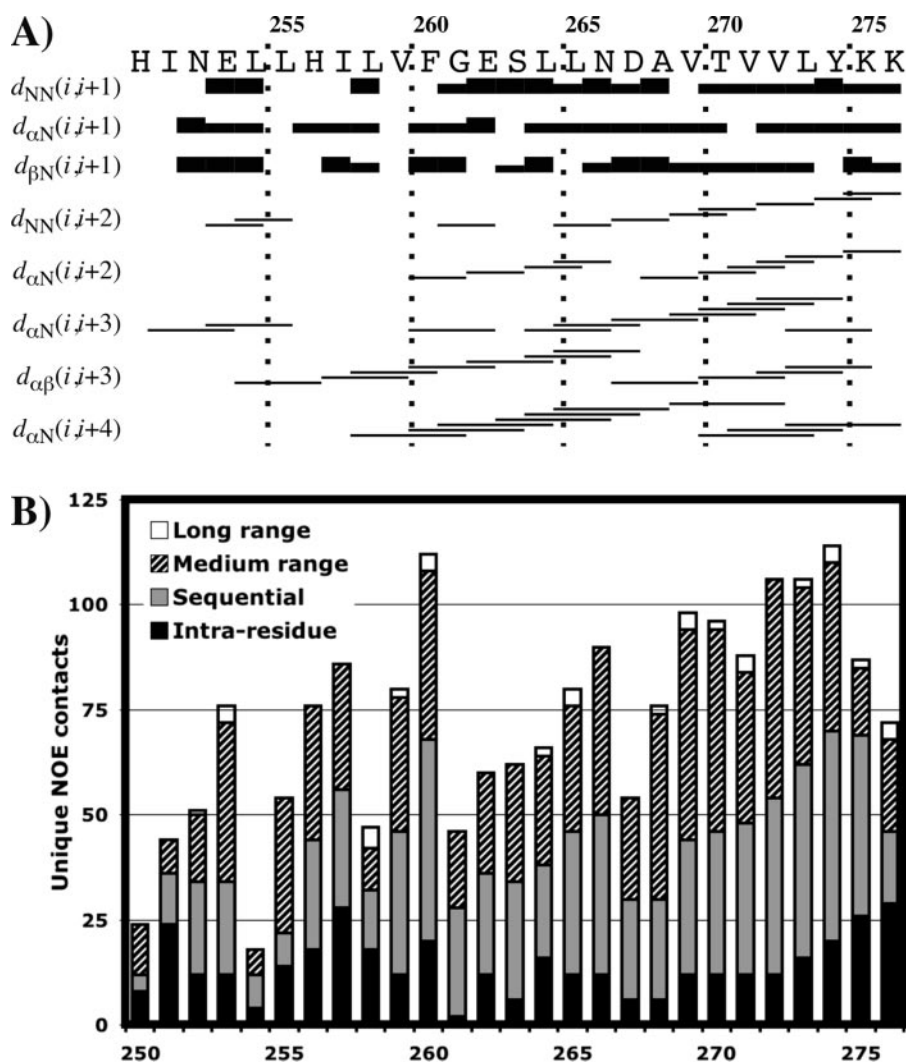 A)
255 260 265 270 275
H I N E L L H I L V F G E S L L N D A V T V V L Y K K
dNN(i,i+1)
dαN(i,i+1)
dβN(i,i+1)
dNN(i,i+2)
dαN(i,i+2)
dαN(i,i+3)
dαβ(i,i+3)
dαN(i,i+4)
B)
125
Long range
Medium range
Sequential
Intra-residue
100
75
50
25
0
Unique NOE contacts
250 255 260 265 270 275